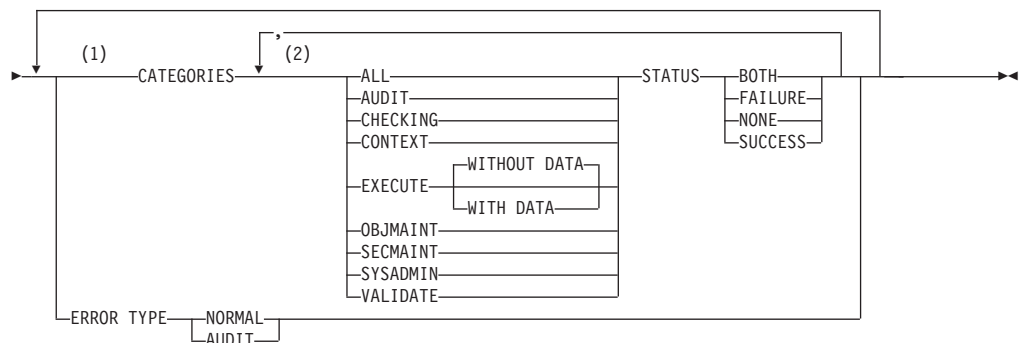 ,
(1) (2)
CATEGORIES ALL STATUS BOTH
AUDIT FAILURE
CHECKING NONE
CONTEXT SUCCESS
WITHOUT DATA
EXECUTE
WITH DATA
OBJMAINT
SECMAINT
SYSADMIN
VALIDATE
ERROR TYPE NORMAL
AUDIT